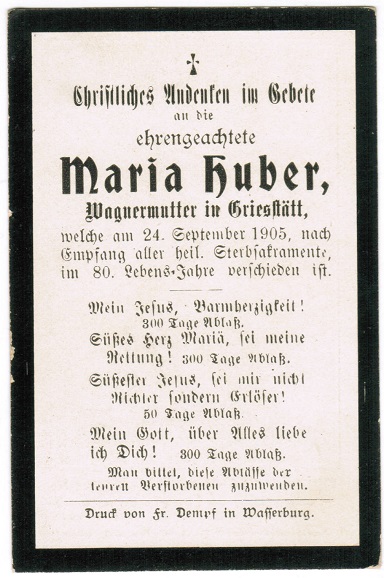 Christliches Andenken im Gebete
an die
ehrengeachtete
Maria Huber,
Wagnermutter in Griesstätt,
welche am 24. September 1905, nach
Empfang aller heil. Sterbsakramente,
im 80. Lebens-Jahre verschieden ist.
Mein Jesus, Barmherzigkeit!
300 Tage Ablaß.
Süßes Herz Mariä, sei meine
Rettung! 300 Tage Ablaß.
Süßester Jesus, sei mir nicht
Richter sondern Erlöser!
50 Tage Ablaß.
Mein Gott, über Alles liebe
ich Dich! 300 Tage Ablaß.
Man bittet, diese Ablässe der
teuren Verstorbenen zuzuwenden.
Druck von Fr. Dempf in Wasserburg.